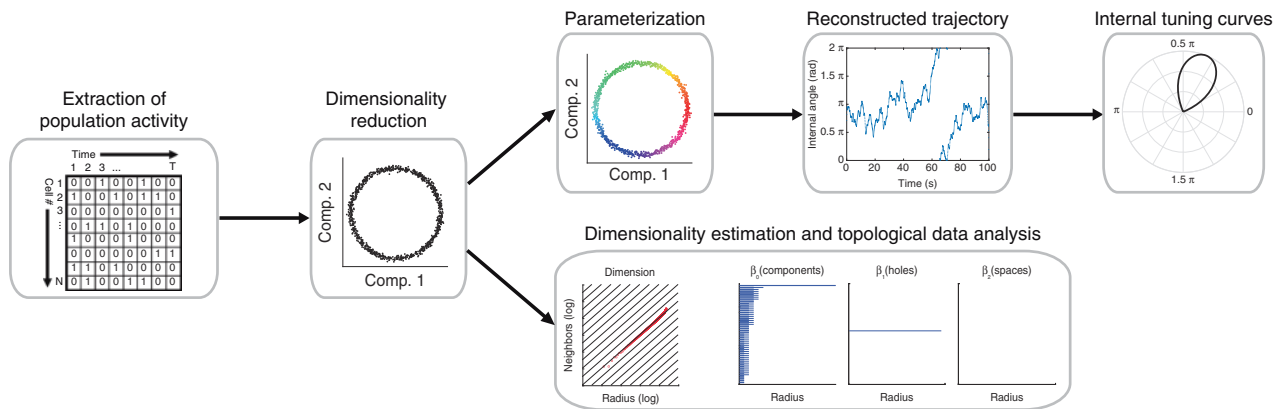 Extraction of
population activity
Time
1 2 3 ... T
Cell #
1
2
3
...
N
0 0 1 0 0 1 0 0
1 0 0 1 0 1 1 0
0 0 0 0 0 0 0 1
0 1 1 0 1 0 0 1
1 0 0 0 1 0 0 0
0 0 0 0 0 0 1 1
1 1 0 1 0 0 0 1
0 1 0 0 1 1 0 0
Dimensionality
reduction
Comp. 2
Comp. 1
Parameterization
Comp. 2
Comp. 1
Reconstructed trajectory
Internal angle (rad)
2 π
1.5 π
π
0.5 π
0
0 20 40 60 80 100
Time (s)
Internal tuning curves
0.5 π
π
0
1.5 π
Dimensionality estimation and topological data analysis
Dimension
Neighbors (log)
Radius (log)
β0(components)
Radius
β1(holes)
Radius
β2(spaces)
Radius